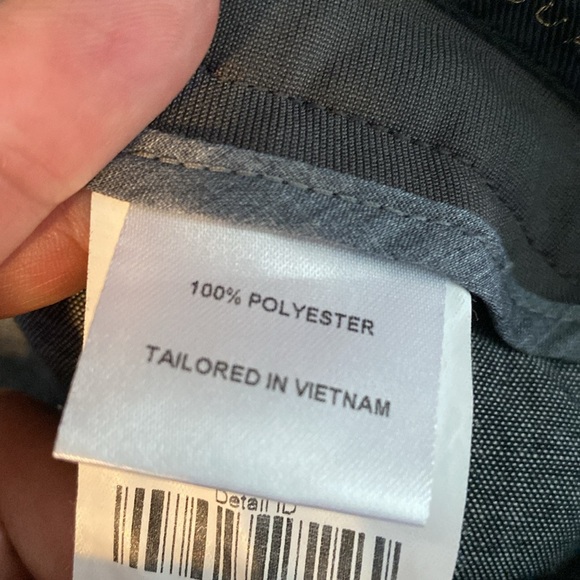 100% POLYESTER
TAILORED IN VIETNAM
Detail ID